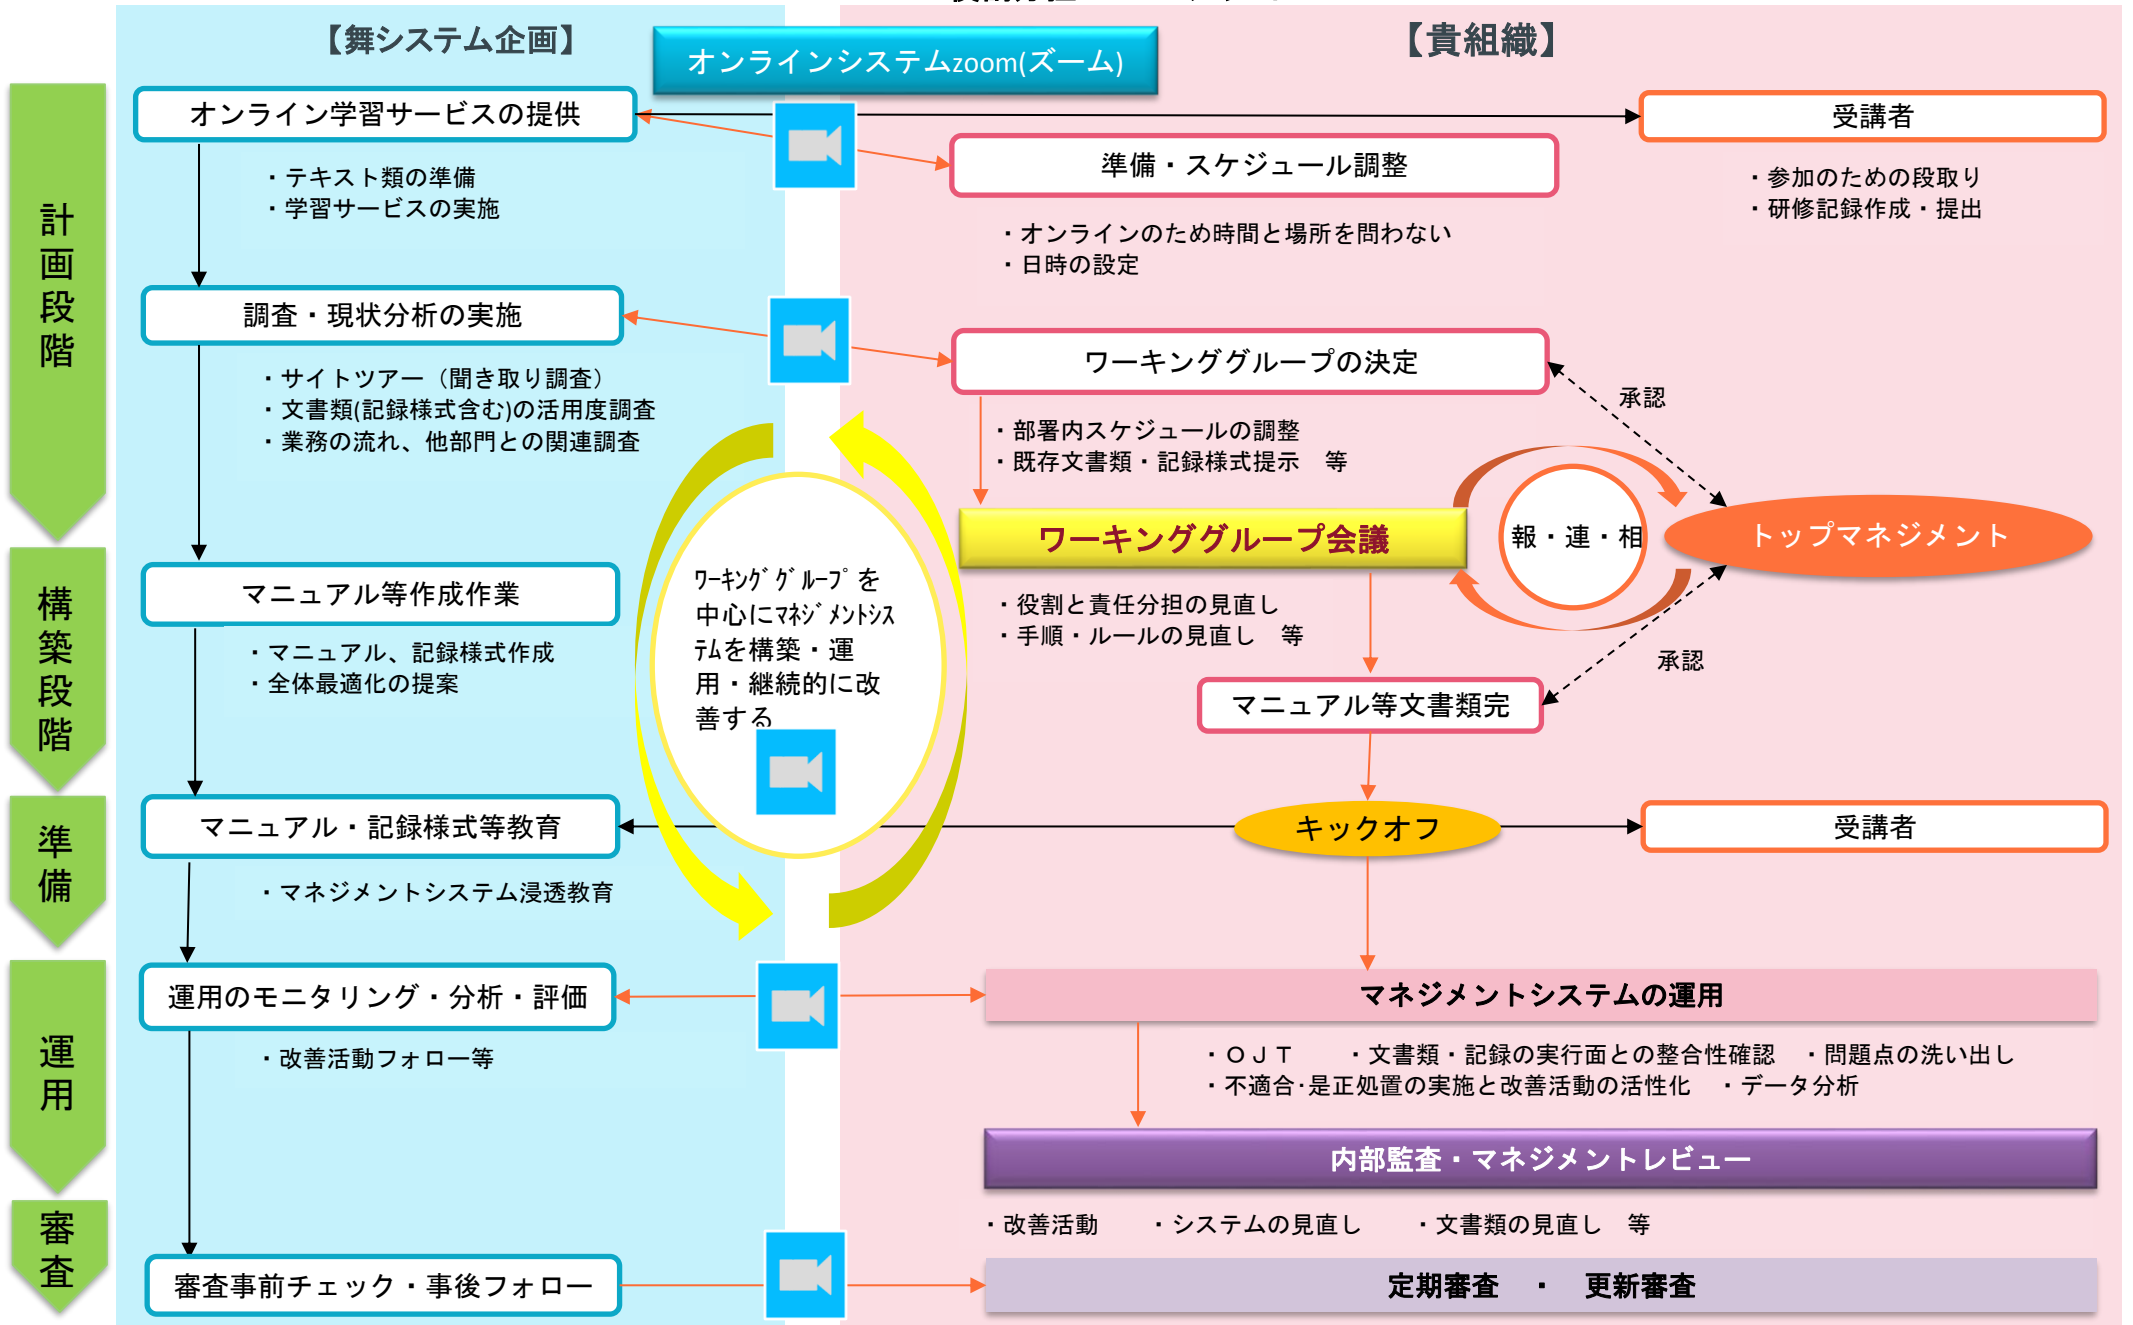 【舞システム企画】
オンラインシステムzoom(ズーム)
【貴組織】
計画段階
オンライン学習サービスの提供
・テキスト類の準備
・学習サービスの実施
準備・スケジュール調整
・オンラインのため時間と場所を問わない
・日時の設定
受講者
・参加のための段取り
・研修記録作成・提出
調査・現状分析の実施
・サイトツアー（聞き取り調査）
・文書類(記録様式含む)の活用度調査
・業務の流れ、他部門との関連調査
ワーキンググループの決定
・部署内スケジュールの調整
・既存文書類・記録様式提示　等
承認
ワーキンググループ会議
報・連・相
トップマネジメント
・役割と責任分担の見直し
・手順・ルールの見直し　等
承認
構築段階
マニュアル等作成作業
・マニュアル、記録様式作成
・全体最適化の提案
ﾜｰｷﾝｸﾞｸﾞﾙｰﾌﾟを
中心にﾏﾈｼﾞﾒﾝﾄｼｽ
ﾃﾑを構築・運
用・継続的に改
善する
マニュアル等文書類完
準備
マニュアル・記録様式等教育
・マネジメントシステム浸透教育
キックオフ
受講者
運用
運用のモニタリング・分析・評価
・改善活動フォロー等
マネジメントシステムの運用
・ＯＪＴ　　・文書類・記録の実行面との整合性確認　・問題点の洗い出し
・不適合・是正処置の実施と改善活動の活性化　・データ分析
内部監査・マネジメントレビュー
・改善活動　　・システムの見直し　　・文書類の見直し　等
審査
審査事前チェック・事後フォロー
定期審査　・　更新審査